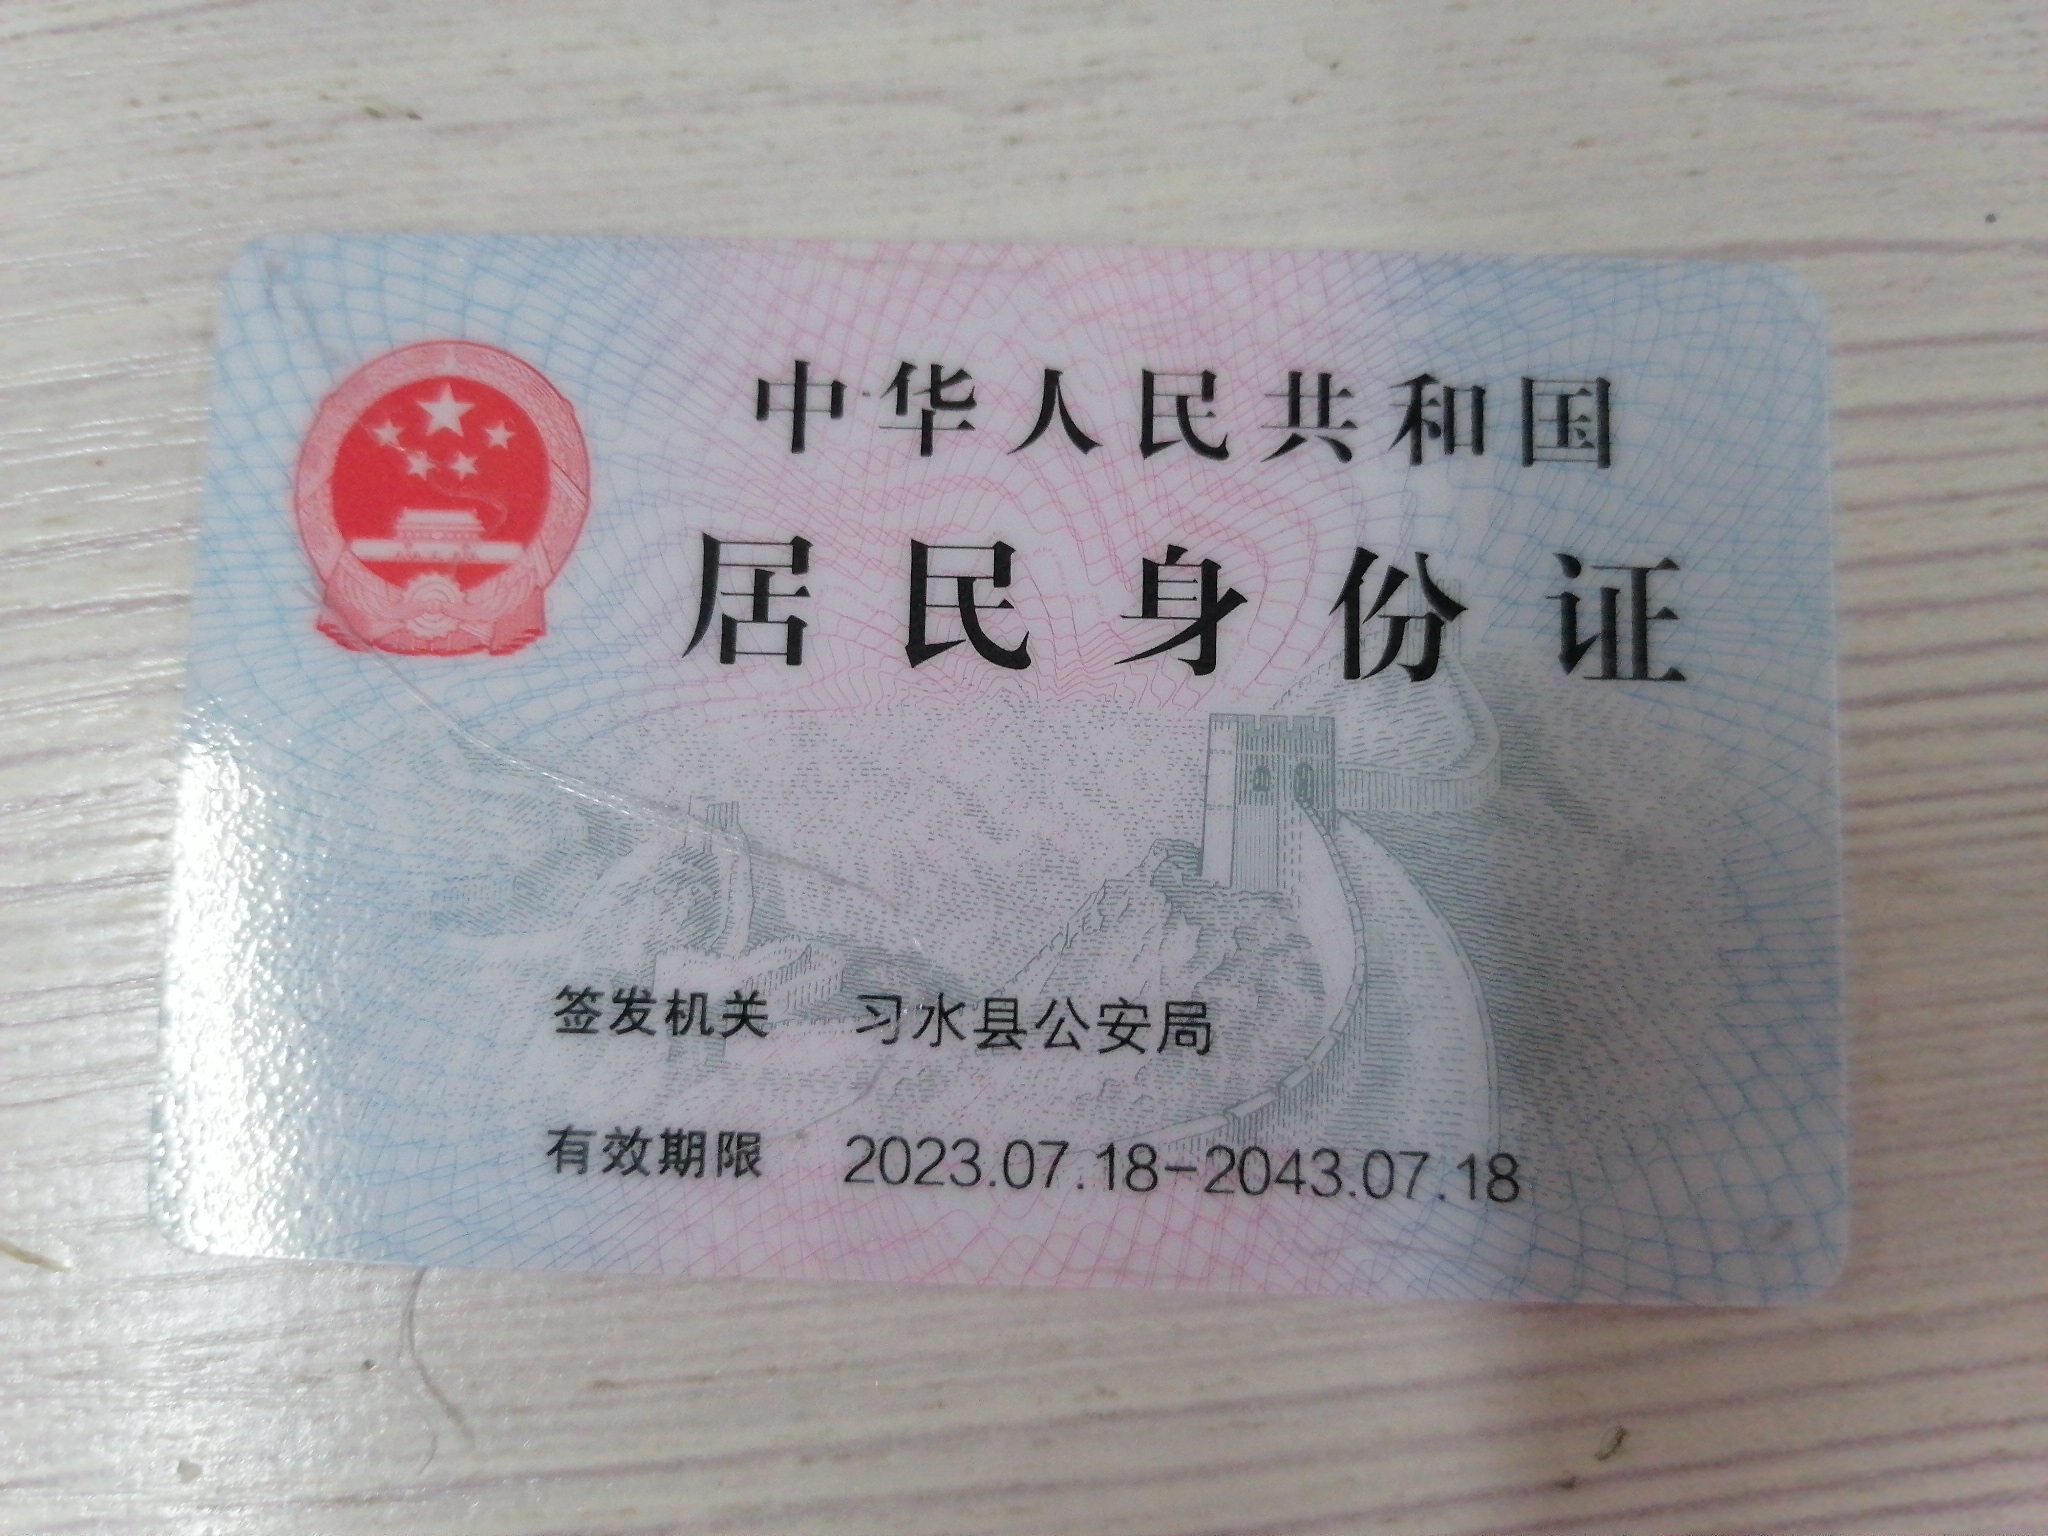 中华人民共和国
居民身份证
签发机关 习水县公安局
有效期限 2023.07.18-2043.07.18